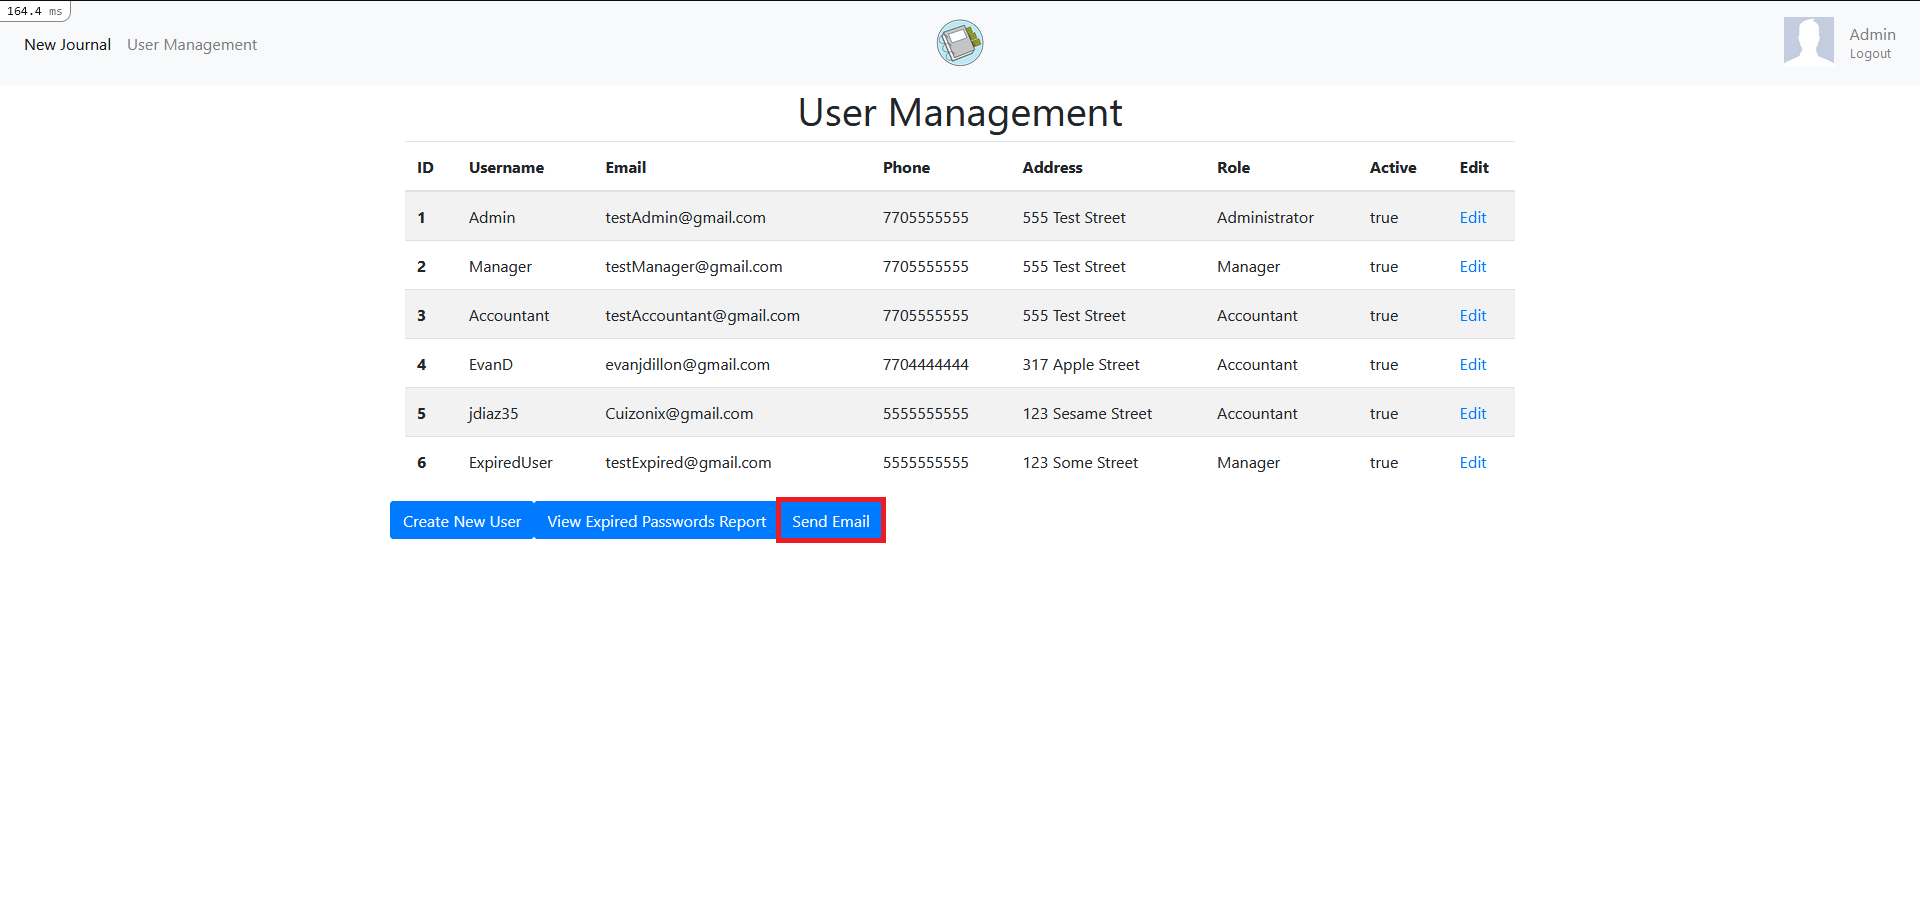 164.4 ms
New Journal User Management
Admin
Logout
User Management
ID Username Email Phone Address Role Active Edit
1 Admin testAdmin@gmail.com 7705555555 555 Test Street Administrator true Edit
2 Manager testManager@gmail.com 7705555555 555 Test Street Manager true Edit
3 Accountant testAccountant@gmail.com 7705555555 555 Test Street Accountant true Edit
4 EvanD evanjdillon@gmail.com 7704444444 317 Apple Street Accountant true Edit
5 jdiaz35 Cuizonix@gmail.com 5555555555 123 Sesame Street Accountant true Edit
6 ExpiredUser testExpired@gmail.com 5555555555 123 Some Street Manager true Edit
Create New User View Expired Passwords Report Send Email